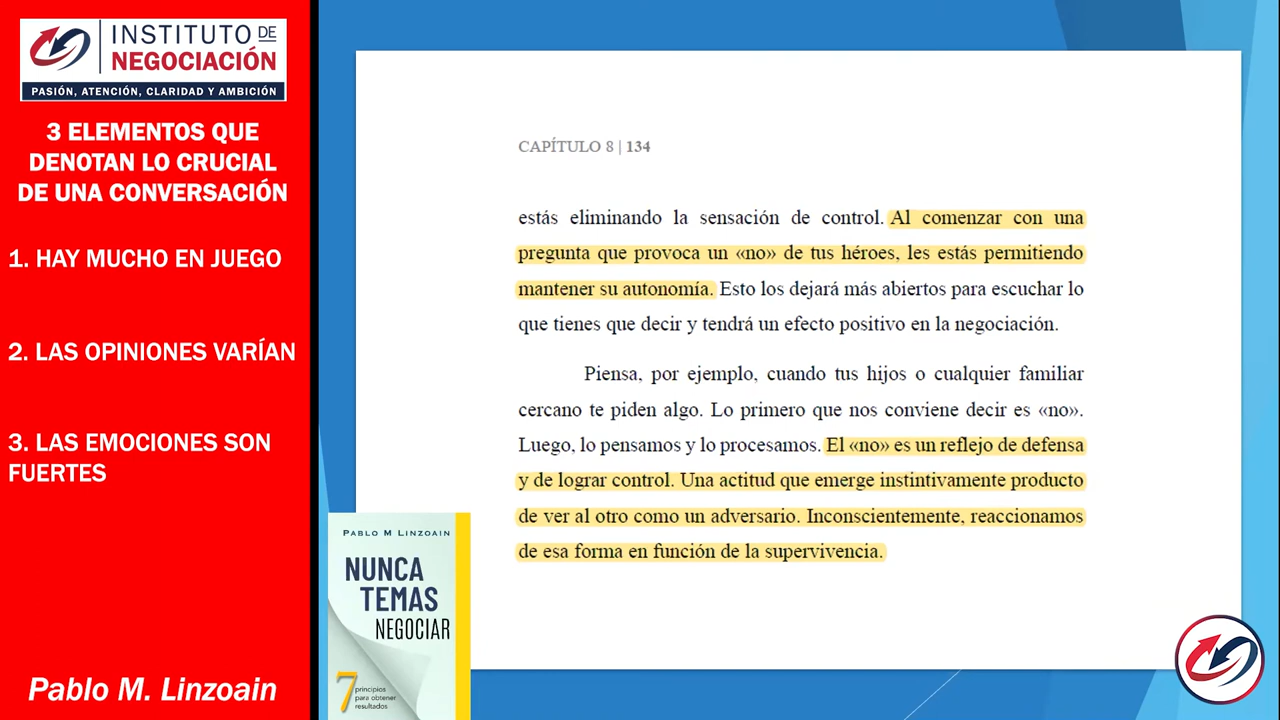 INSTITUTO DE
NEGOCIACIÓN
PASIÓN, ATENCIÓN, CLARIDAD Y AMBICIÓN
3 ELEMENTOS QUE
DENOTAN LO CRUCIAL
DE UNA CONVERSACIÓN
1. HAY MUCHO EN JUEGO
2. LAS OPINIONES VARÍAN
3. LAS EMOCIONES SON
FUERTES
Pablo M. Linzoain
CAPÍTULO 8 | 134
estás eliminando la sensación de control. Al comenzar con una
pregunta que provoca un «no» de tus héroes, les estás permitiendo
mantener su autonomía. Esto los dejará más abiertos para escuchar lo
que tienes que decir y tendrá un efecto positivo en la negociación.
Piensa, por ejemplo, cuando tus hijos o cualquier familiar
cercano te piden algo. Lo primero que nos conviene decir es «no».
Luego, lo pensamos y lo procesamos. El «no» es un reflejo de defensa
y de lograr control. Una actitud que emerge instintivamente producto
de ver al otro como un adversario. Inconscientemente, reaccionamos
de esa forma en función de la supervivencia.
PABLO M LINZOAIN
NUNCA
TEMAS
NEGOCIAR
7 principios
para obtener
resultados